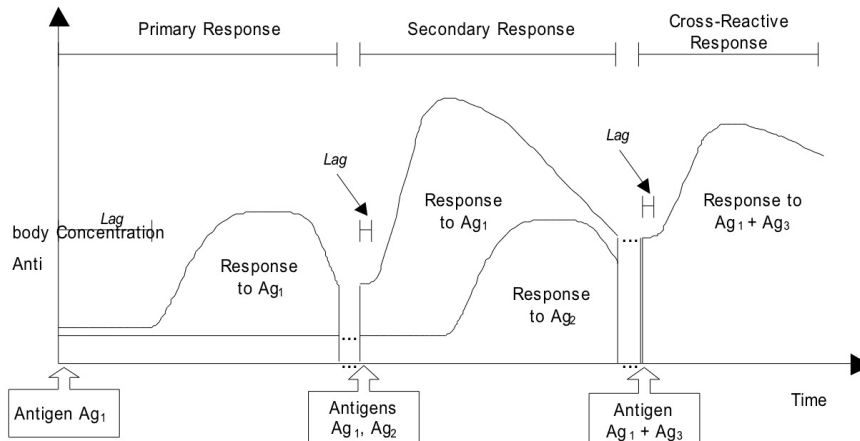 Primary Response
Secondary Response
Cross-Reactive
Response
Lag
Lag
Lag
body Concentration
Anti
Response
to Ag₁
Response
to Ag₁
Response
to Ag₂
Response to
Ag₁ + Ag₃
...
...
...
...
Antigen Ag₁
Antigens
Ag₁, Ag₂
Antigen
Ag₁ + Ag₃
Time